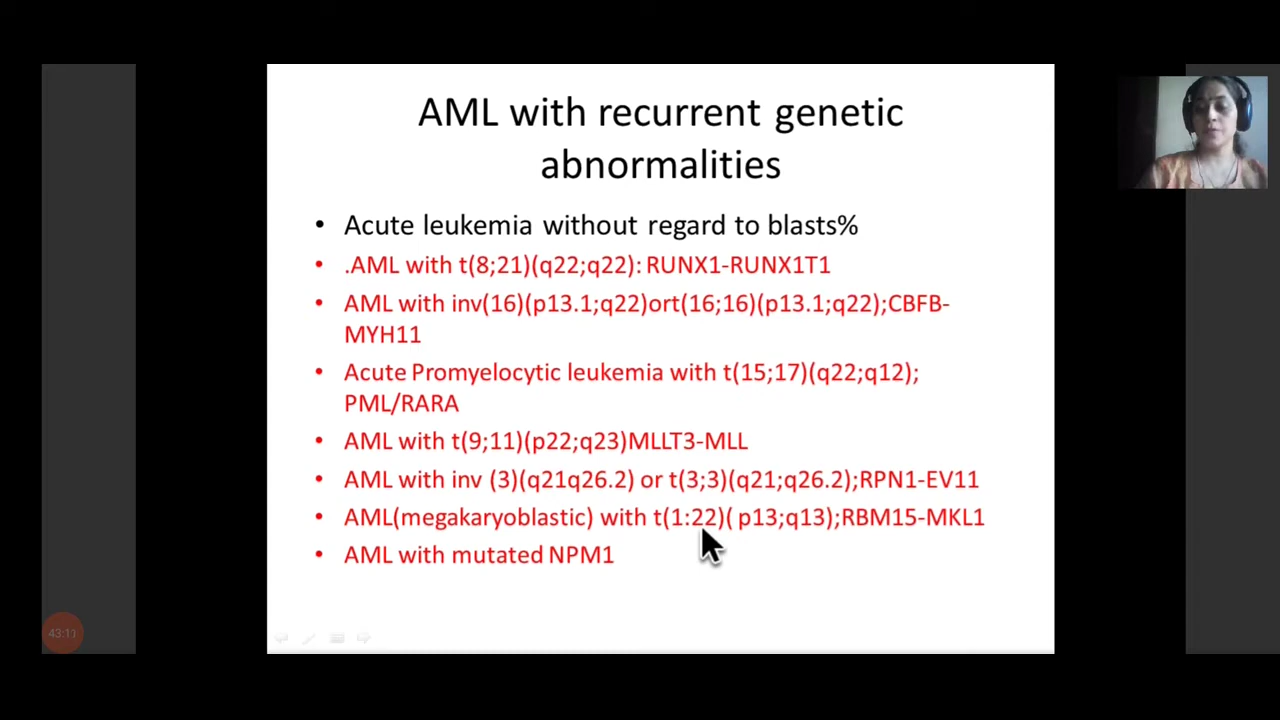 AML with recurrent genetic
abnormalities
• Acute leukemia without regard to blasts%
• .AML with t(8;21)(q22;q22): RUNX1-RUNX1T1
• AML with inv(16)(p13.1;q22)ort(16;16)(p13.1;q22);CBFB-
MYH11
• Acute Promyelocytic leukemia with t(15;17)(q22;q12);
PML/RARA
• AML with t(9;11)(p22;q23)MLLT3-MLL
• AML with inv (3)(q21q26.2) or t(3;3)(q21;q26.2);RPN1-EV11
• AML(megakaryoblastic) with t(1:22)( p13;q13);RBM15-MKL1
• AML with mutated NPM1
43:11